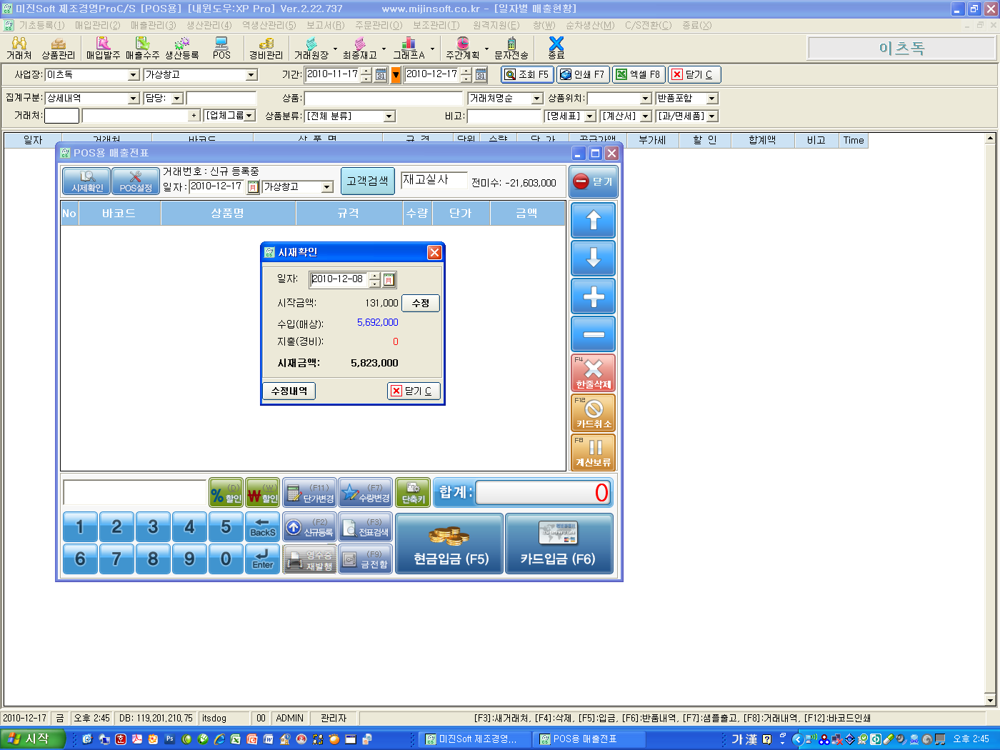 미진Soft 제조경영ProC/S [POS용] [내윈도우:XP Pro] Ver.2.22.737 www.mijinsoft.co.kr - [일자별 매출현황]
기초등록(1) 매입관리(2) 매출관리(3) 생산관리(4) 역생산관리(5) 보고서(R) 주문관리(O) 보조관리(T) 원격지원(E) 창(W) 순차생산(M) C/S전환(C) 종료(X)
거래처 상품관리 매입발주 매출수주 생산등록 POS 경비관리 거래원장 최종재고 그래프A 주간계획 문자전송 종료
이츠독
사업장: 이츠독 가상창고 기간: 2010-11-17 31 2010-12-17 31 조회 F5 인쇄 F7 엑셀 F8 닫기 C
집계구분: 상세내역 담당: 상품: 거래처명순 상품위치: 반품포함
거래처: + [업체그룹 상품분류: [전체 분류] 비고: [명세표] [계산서] [과/면세품]
일자 거래처 바코드 상 품 명 규 격 단위 수량 단 가 공급가액 부가세 할 인 합계액 비고 Time
POS용 매출전표
시제확인 POS설정
거래번호 : 신규 등록중
일자 : 2010-12-17 가상창고
고객검색 재고실사 전미수: -21,603,000 닫기
No 바코드 상품명 규격 수량 단가 금액
시재확인
일자: 2010-12-08
시작금액: 131,000 수정
수입(매상): 5,692,000
지출(경비): 0
시재금액: 5,823,000
수정내역 닫기 C
F4 한줄삭제
F12 카드취소
F8 계산보류
% (D) 할인 ₩ (W) 할인 (F11) 단가변경 (F7) 수량변경 단축키 합계: 0
1 2 3 4 5 BackS (F2) 신규등록 (F3) 전표검색
6 7 8 9 0 Enter 영수증 재발행 (F9) 금전함
현금입금 (F5) 카드입금 (F6)
2010-12-17 금 오후 2:45 DB: 119,201,210,75 itsdog 00 ADMIN 관리자 [F3]:새거래처, [F4]:삭제, [F5]:입금, [F6]:반품내역, [F7]:샘플출고, [F8]:거래내역, [F12]:바코드인쇄
시작 미진Soft 제조경영... POS용 매출전표 가 漢 오후 2:45